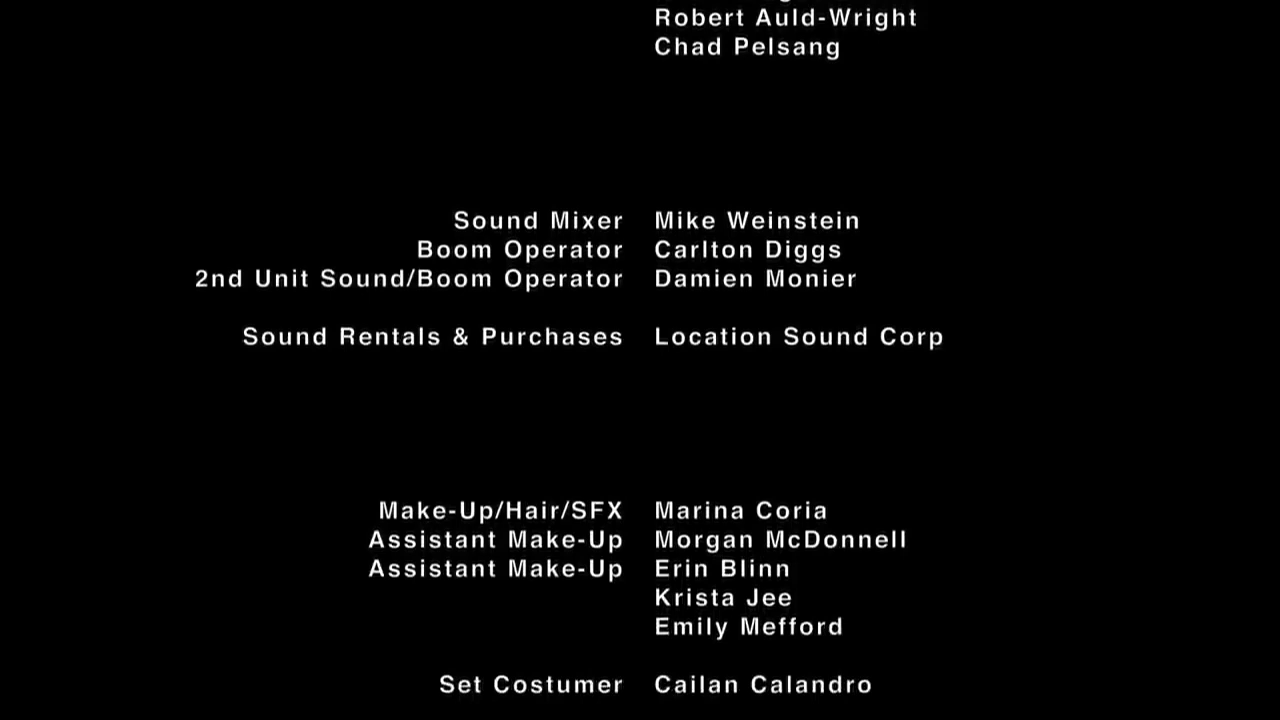 Robert Auld-Wright
Chad Pelsang
Sound Mixer Mike Weinstein
Boom Operator Carlton Diggs
2nd Unit Sound/Boom Operator Damien Monier
Sound Rentals & Purchases Location Sound Corp
Make-Up/Hair/SFX Marina Coria
Assistant Make-Up Morgan McDonnell
Assistant Make-Up Erin Blinn
Krista Jee
Emily Mefford
Set Costumer Cailan Calandro